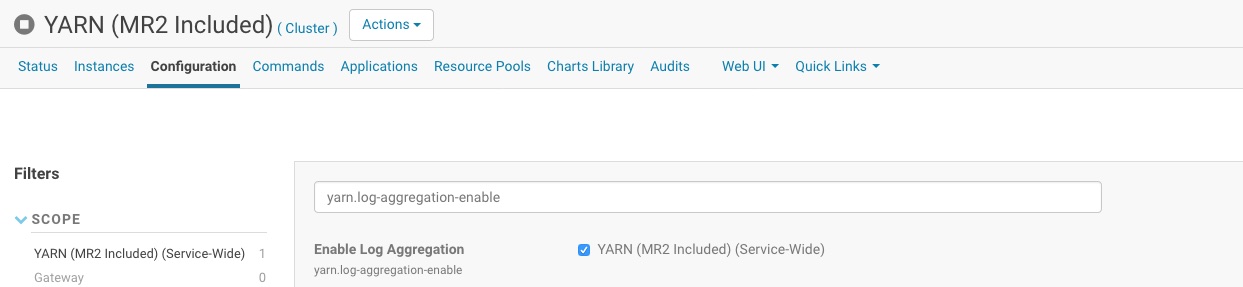 YARN (MR2 Included) ( Cluster ) Actions
Status Instances Configuration Commands Applications Resource Pools Charts Library Audits Web UI Quick Links
Filters
yarn.log-aggregation-enable
SCOPE
YARN (MR2 Included) (Service-Wide) 1
Gateway 0
Enable Log Aggregation YARN (MR2 Included) (Service-Wide)
yarn.log-aggregation-enable